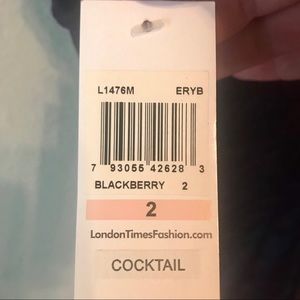 L1476M ERYB
7 93055 42628 3
BLACKBERRY 2
2
LondonTimesFashion.com
COCKTAIL